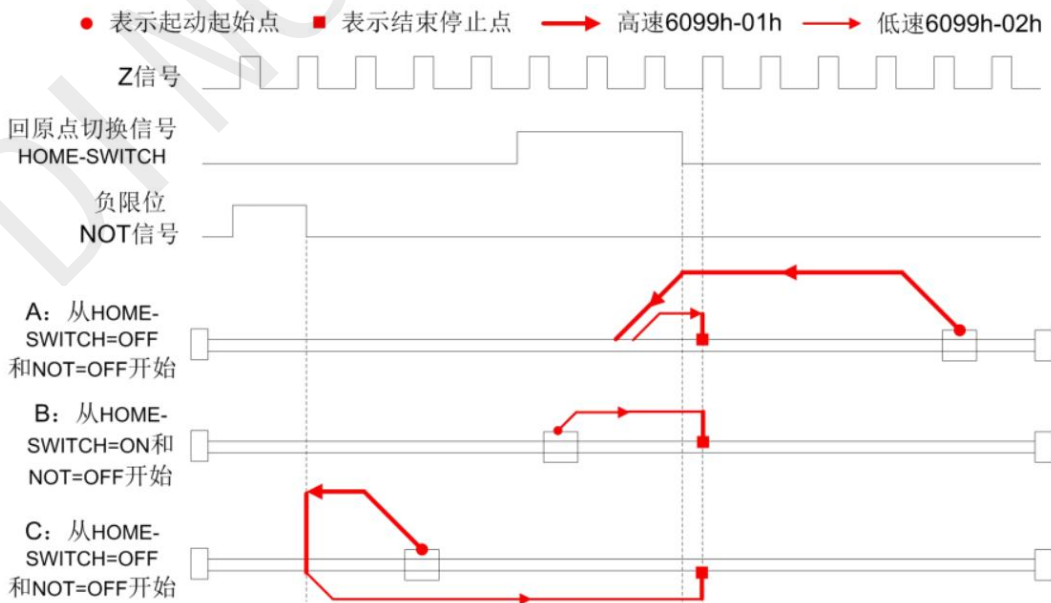 表示起动起始点 表示结束停止点 高速6099h-01h 低速6099h-02h
Z信号
回原点切换信号
HOME-SWITCH
负限位
NOT信号
A：从HOME-
SWITCH=OFF
和NOT=OFF开始
B：从HOME-
SWITCH=ON和
NOT=OFF开始
C：从HOME-
SWITCH=OFF
和NOT=OFF开始